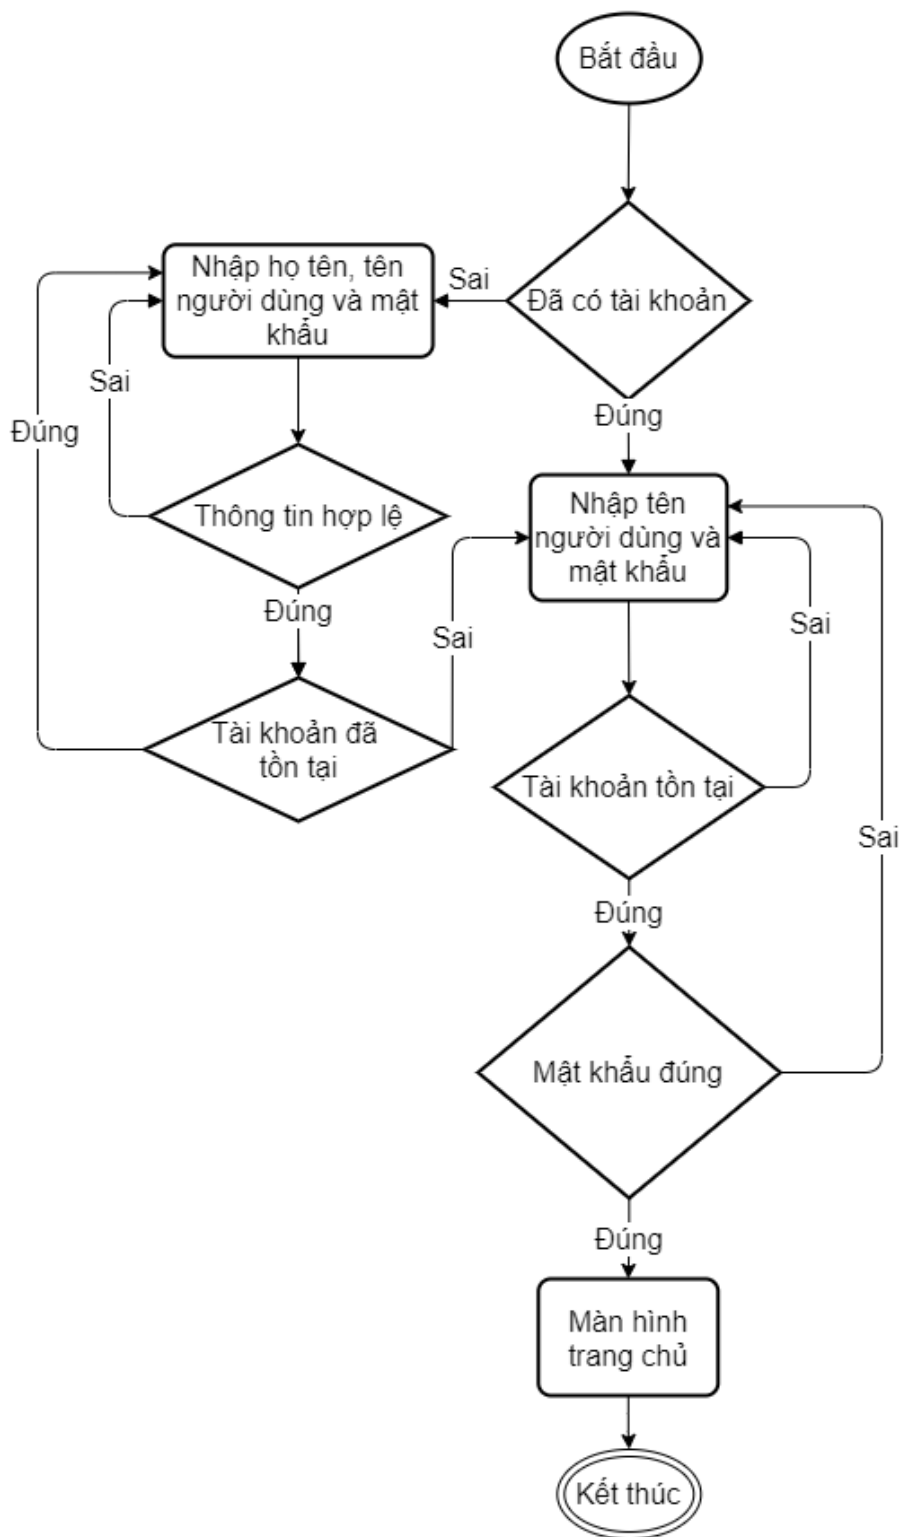 Bắt đầu
Đã có tài khoản
Sai
Nhập họ tên, tên
người dùng và mật
khẩu
Sai
Đúng
Thông tin hợp lệ
Đúng
Tài khoản đã
tồn tại
Sai
Đúng
Nhập tên
người dùng và
mật khẩu
Sai
Tài khoản tồn tại
Sai
Đúng
Mật khẩu đúng
Đúng
Màn hình
trang chủ
Kết thúc